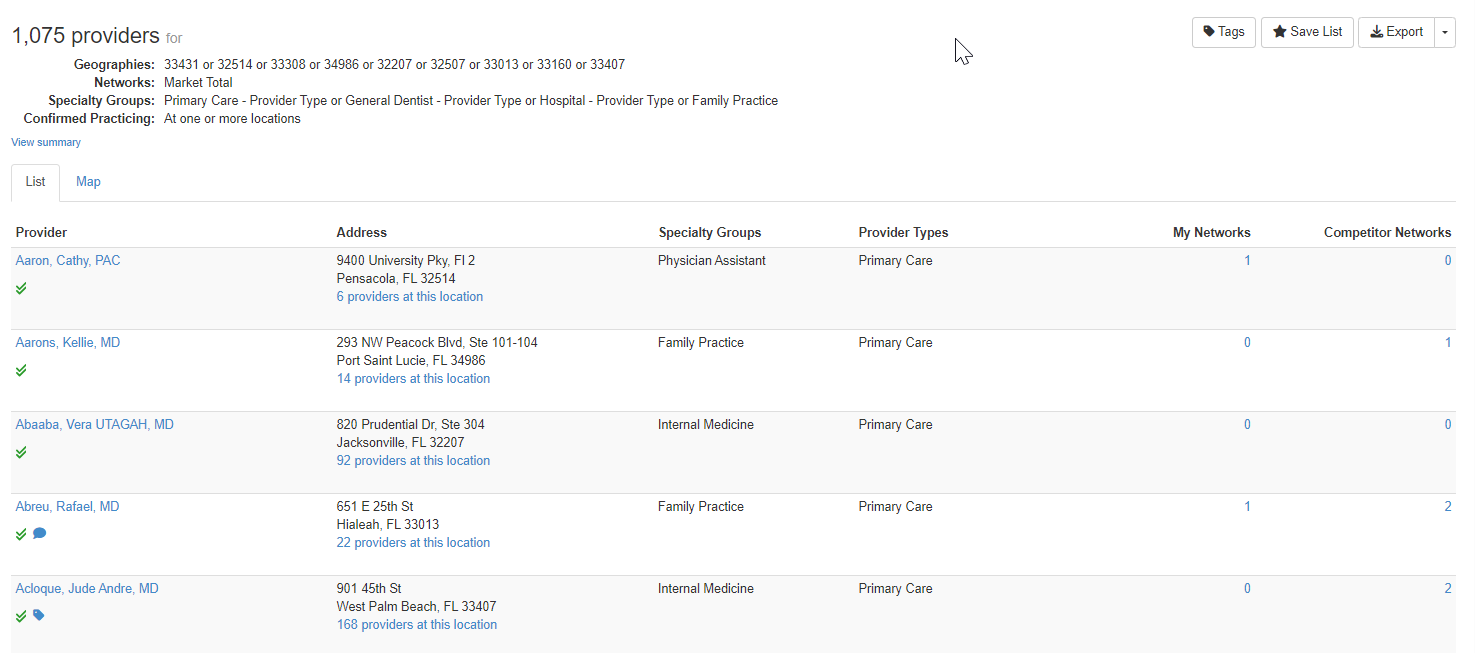 1,075 providers for
Tags
Save List
Export
Geographies: 33431 or 32514 or 33308 or 34986 or 32207 or 32507 or 33013 or 33160 or 33407
Networks: Market Total
Specialty Groups: Primary Care - Provider Type or General Dentist - Provider Type or Hospital - Provider Type or Family Practice
Confirmed Practicing: At one or more locations
View summary
List Map
Provider Address Specialty Groups Provider Types My Networks Competitor Networks
Aaron, Cathy, PAC 9400 University Pky, Fl 2 Physician Assistant Primary Care 1 0
Pensacola, FL 32514
6 providers at this location
Aarons, Kellie, MD 293 NW Peacock Blvd, Ste 101-104 Family Practice Primary Care 0 1
Port Saint Lucie, FL 34986
14 providers at this location
Abaaba, Vera UTAGAH, MD 820 Prudential Dr, Ste 304 Internal Medicine Primary Care 0 0
Jacksonville, FL 32207
92 providers at this location
Abreu, Rafael, MD 651 E 25th St Family Practice Primary Care 1 2
Hialeah, FL 33013
22 providers at this location
Acloque, Jude Andre, MD 901 45th St Internal Medicine Primary Care 0 2
West Palm Beach, FL 33407
168 providers at this location